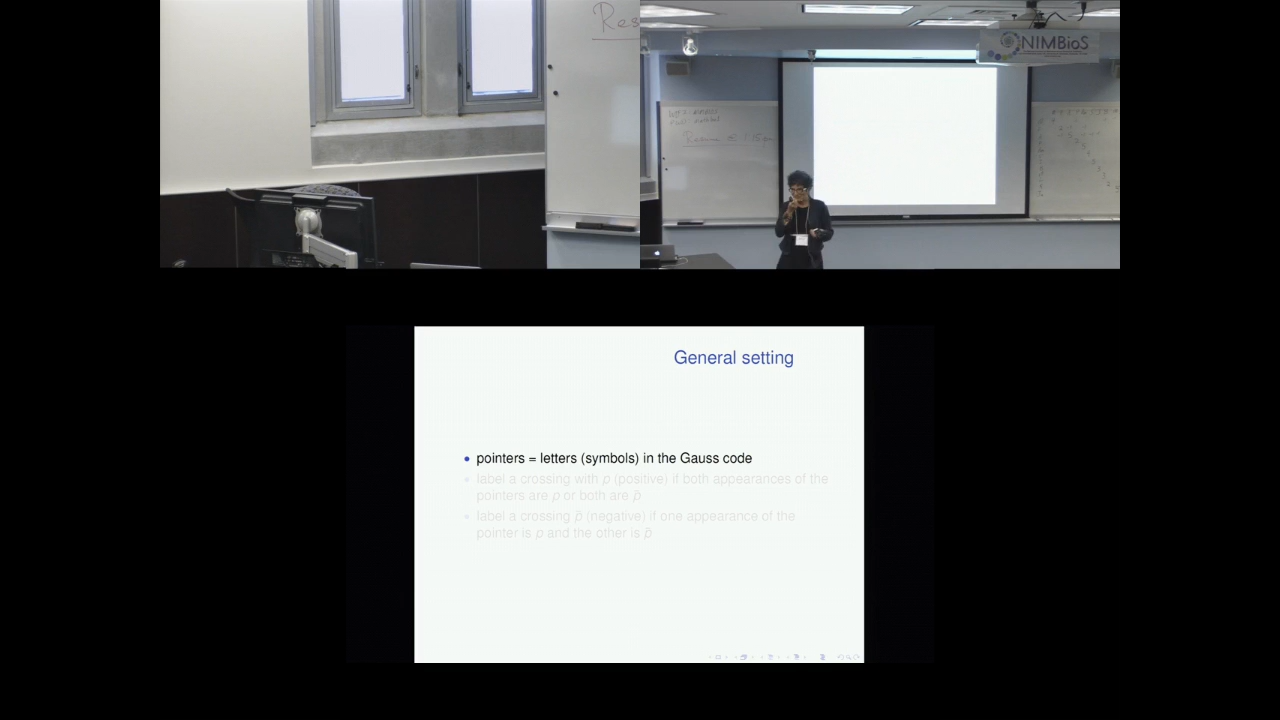 Res
NIMBioS
General setting
pointers = letters (symbols) in the Gauss code
label a crossing with p (positive) if both appearances of the
pointers are p or both are p̄
label a crossing p̄ (negative) if one appearance of the
pointer is p and the other is p̄